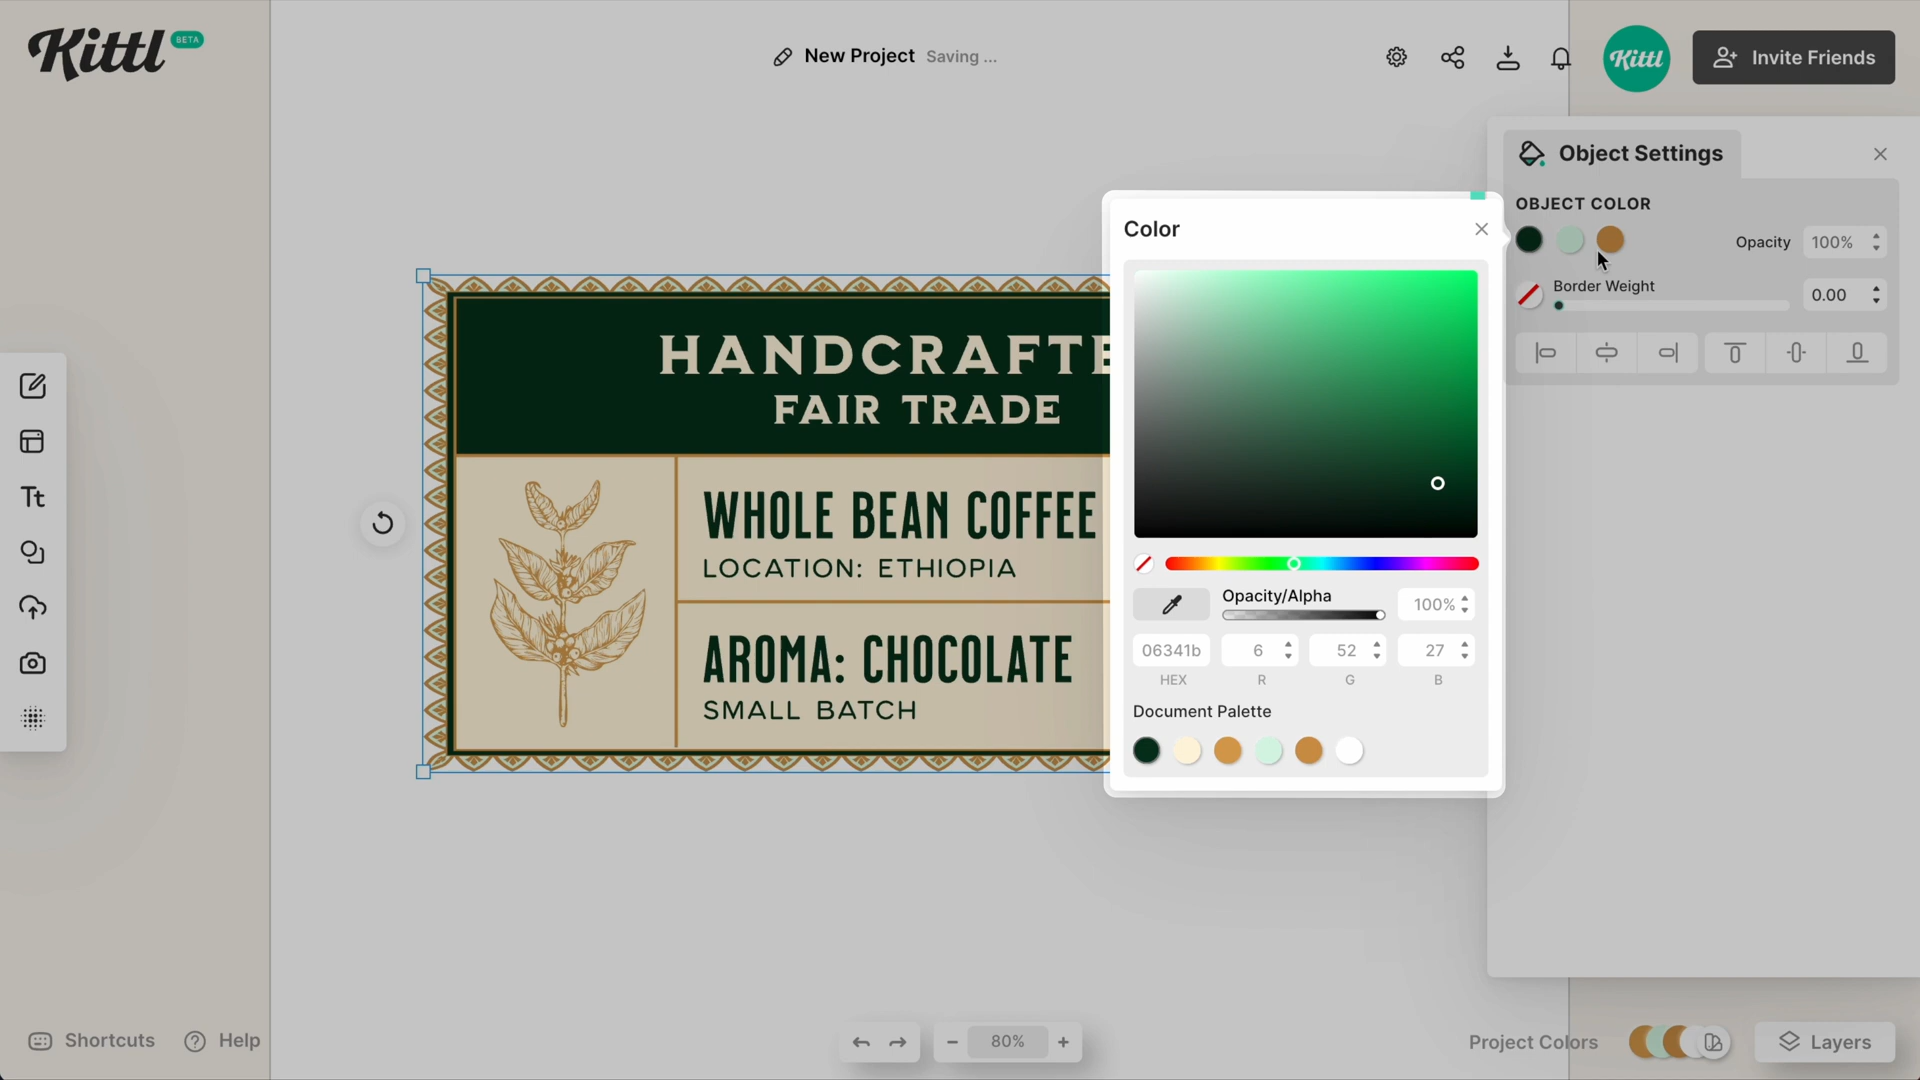 Kittl BETA
New Project Saving ...
Kittl
Invite Friends
Object Settings
OBJECT COLOR
Opacity 100%
Border Weight 0.00
Color
Opacity/Alpha 100%
06341b 6 52 27
HEX R G B
Document Palette
HANDCRAFTE
FAIR TRADE
WHOLE BEAN COFFEE
LOCATION: ETHIOPIA
AROMA: CHOCOLATE
SMALL BATCH
Tt
Shortcuts Help
80%
Project Colors
Layers